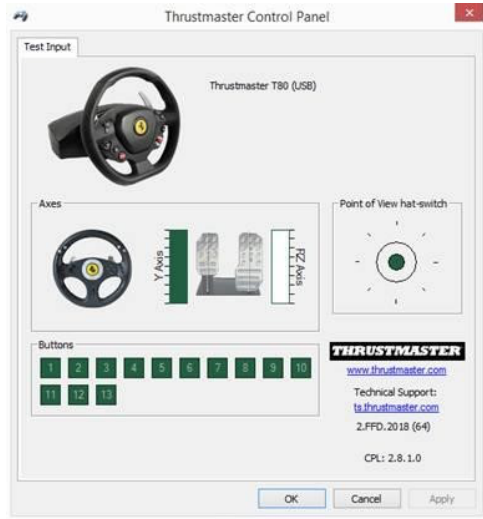 Thrustmaster Control Panel
Test Input
Thrustmaster T80 (USB)
Axes
Y Axis
RZ Axis
Point of View hat-switch
Buttons
1 2 3 4 5 6 7 8 9 10
11 12 13
THRUSTMASTER
www.thrustmaster.com
Technical Support:
ts.thrustmaster.com
2.FFD.2018 (64)
CPL: 2.8.1.0
OK Cancel Apply